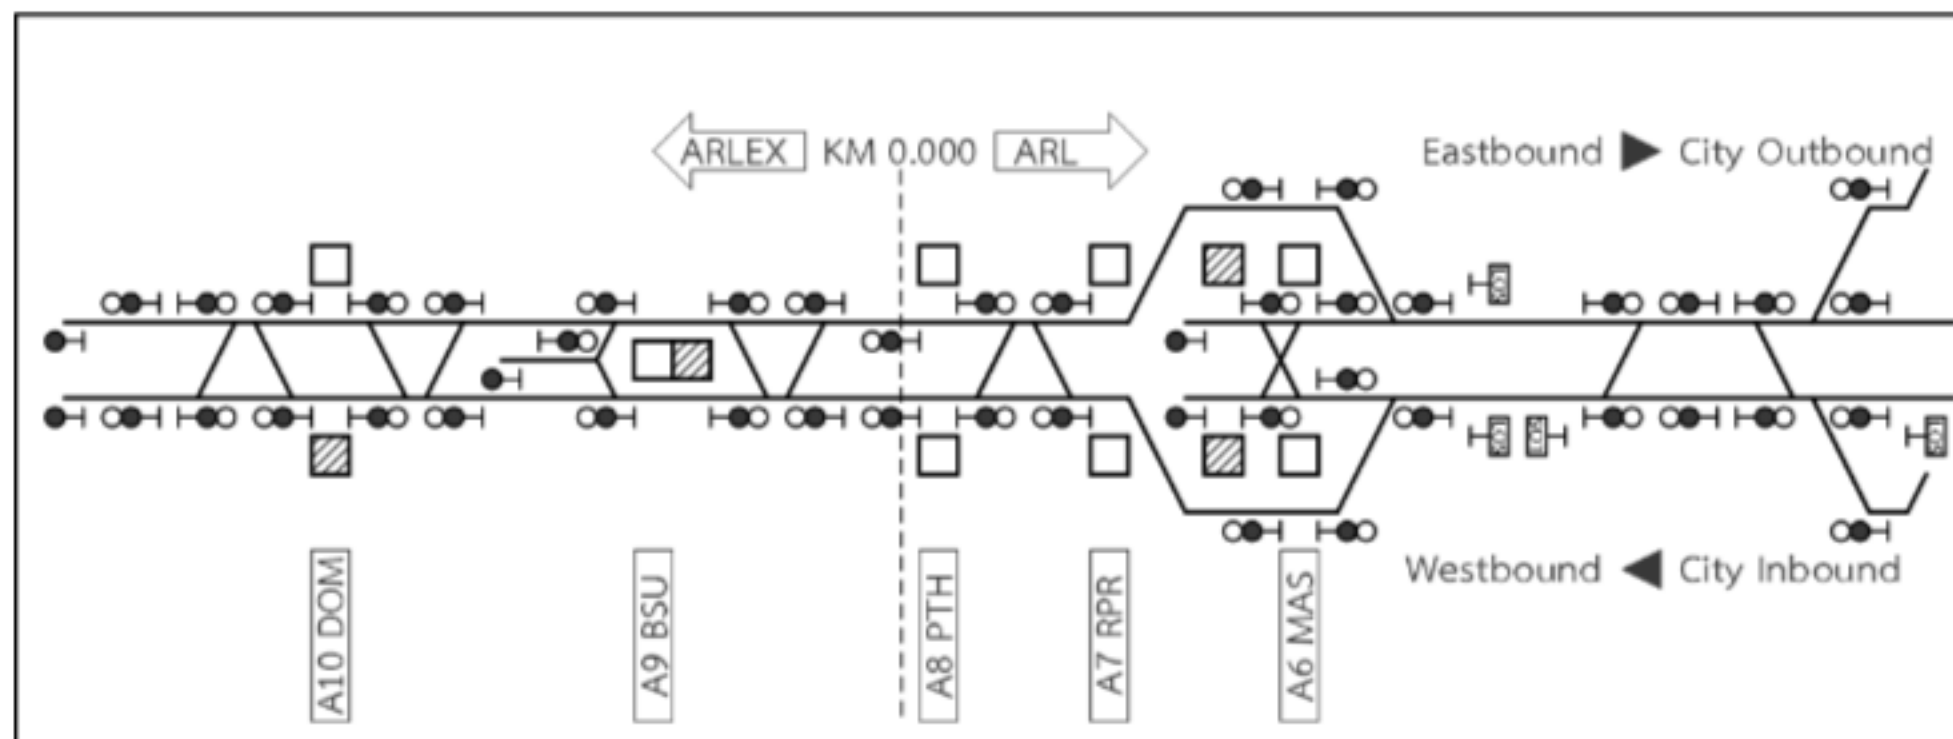 ARLEX KM 0.000 ARL
Eastbound ▶ City Outbound
Westbound ◀ City Inbound
A10 DOM
A9 BSU
A8 PTH
A7 RPR
A6 MAS